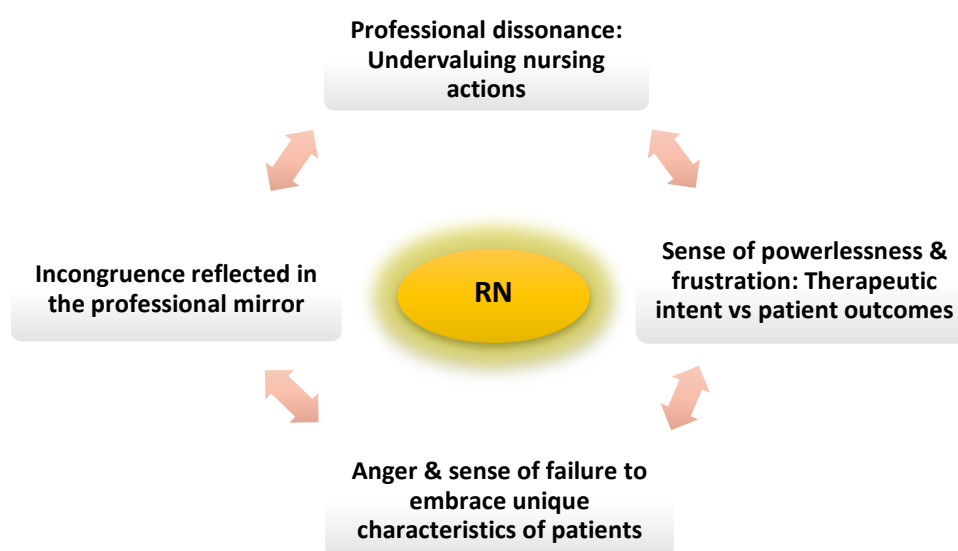 Professional dissonance:
Undervaluing nursing
actions
Incongruence reflected in
the professional mirror
RN
Sense of powerlessness &
frustration: Therapeutic
intent vs patient outcomes
Anger & sense of failure to
embrace unique
characteristics of patients